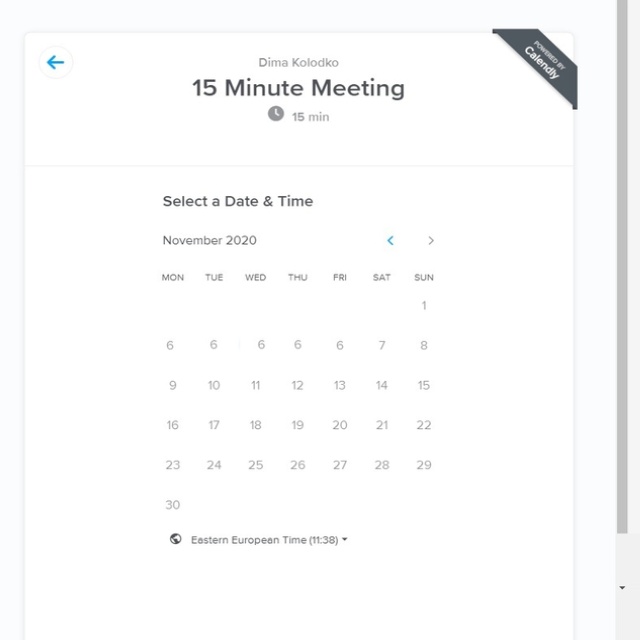 POWERED BY
Calendly
Dima Kolodko
15 Minute Meeting
15 min
Select a Date & Time
November 2020
MON TUE WED THU FRI SAT SUN
1
6 6 6 6 6 7 8
9 10 11 12 13 14 15
16 17 18 19 20 21 22
23 24 25 26 27 28 29
30
Eastern European Time (11:38)